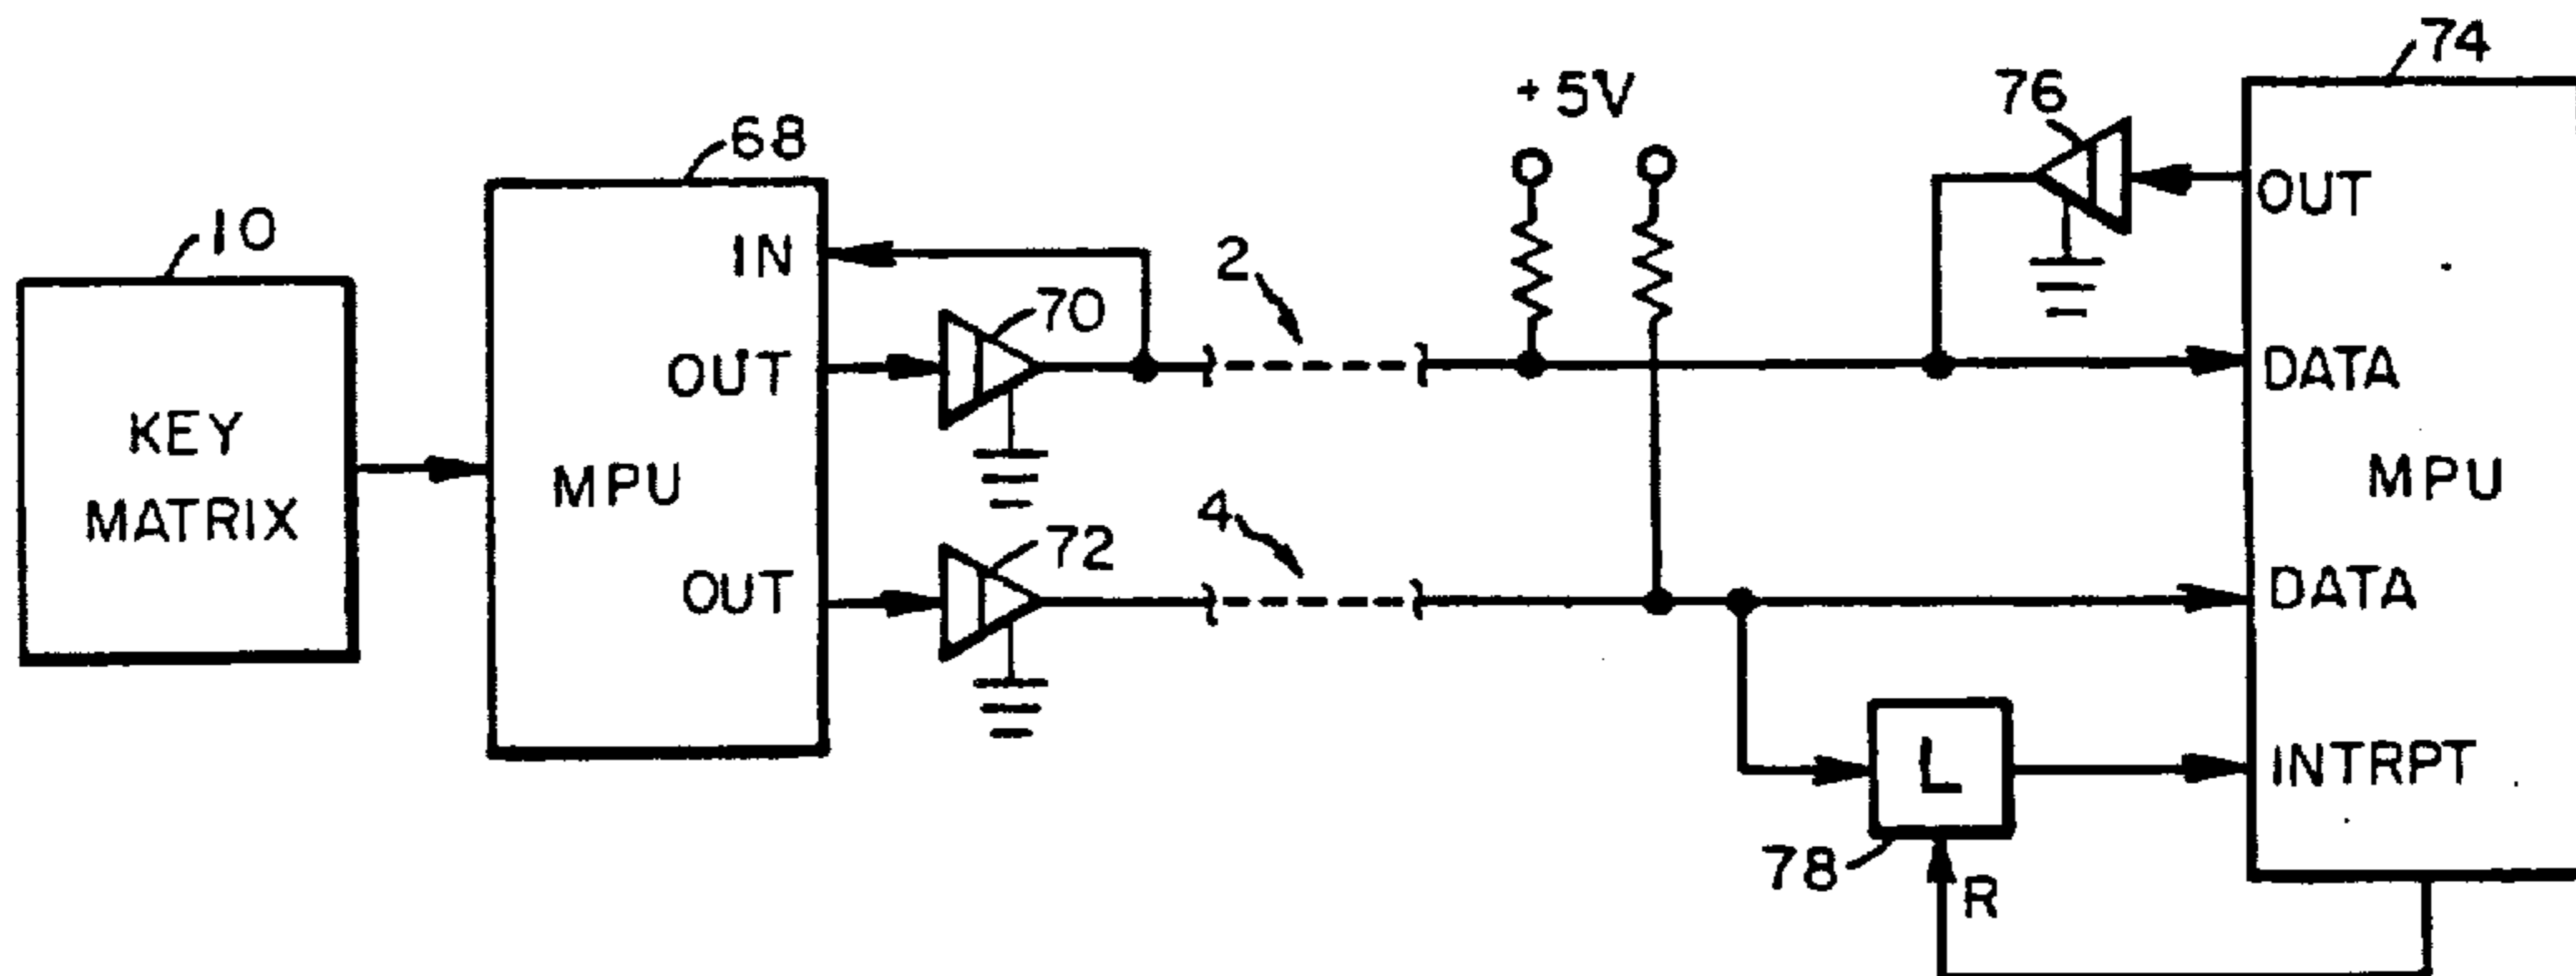 10
KEY
MATRIX
68
IN
OUT
MPU
OUT
70
72
2
4
+5V
76
74
OUT
DATA
MPU
DATA
INTRPT
L
78
R